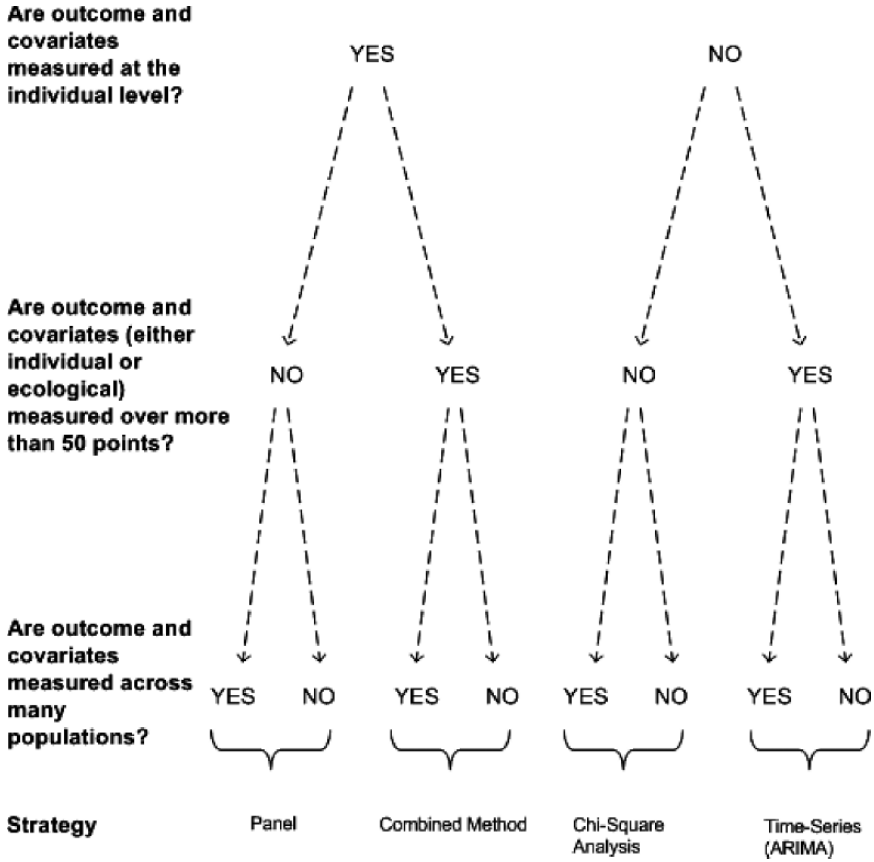 Are outcome and
covariates
measured at the
individual level?
YES
NO
Are outcome and
covariates (either
individual or
ecological)
measured over more
than 50 points?
NO
YES
NO
YES
Are outcome and
covariates
measured across
many
populations?
YES
NO
YES
NO
YES
NO
YES
NO
Strategy
Panel
Combined Method
Chi-Square
Analysis
Time-Series
(ARIMA)